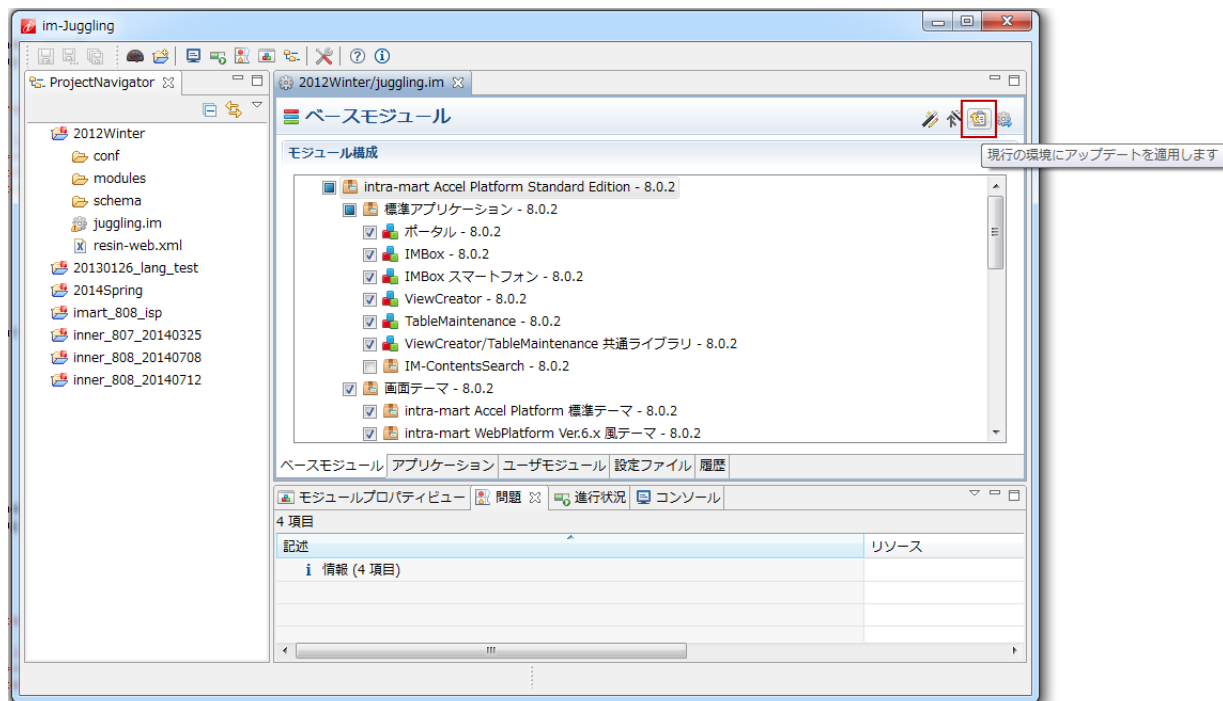 im-Juggling
ProjectNavigator
2012Winter/juggling.im
ベースモジュール
現行の環境にアップデートを適用します
モジュール構成
2012Winter
conf
modules
schema
juggling.im
resin-web.xml
20130126_lang_test
2014Spring
imart_808_isp
inner_807_20140325
inner_808_20140708
inner_808_20140712
intra-mart Accel Platform Standard Edition - 8.0.2
標準アプリケーション - 8.0.2
ポータル - 8.0.2
IMBox - 8.0.2
IMBox スマートフォン - 8.0.2
ViewCreator - 8.0.2
TableMaintenance - 8.0.2
ViewCreator/TableMaintenance 共通ライブラリ - 8.0.2
IM-ContentsSearch - 8.0.2
画面テーマ - 8.0.2
intra-mart Accel Platform 標準テーマ - 8.0.2
intra-mart WebPlatform Ver.6.x 風テーマ - 8.0.2
ベースモジュール アプリケーション ユーザモジュール 設定ファイル 履歴
モジュールプロパティビュー 問題 進行状況 コンソール
4 項目
記述 リソース
i 情報 (4 項目)